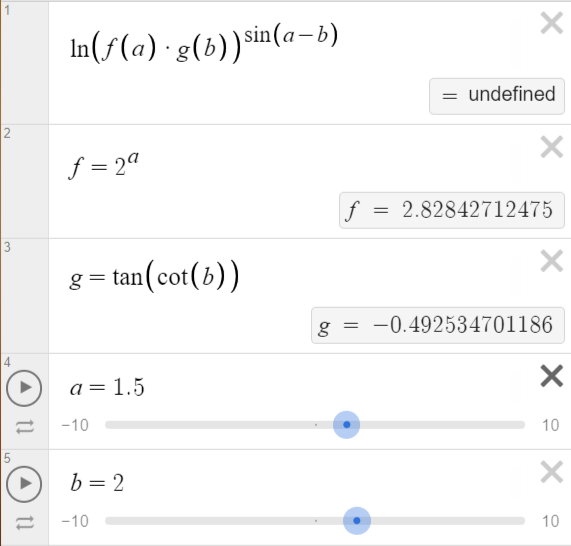 1
ln(f(a) · g(b))^sin(a−b)
= undefined
2
f = 2^a
f = 2.82842712475
3
g = tan(cot(b))
g = −0.492534701186
4
a = 1.5
−10 10
5
b = 2
−10 10